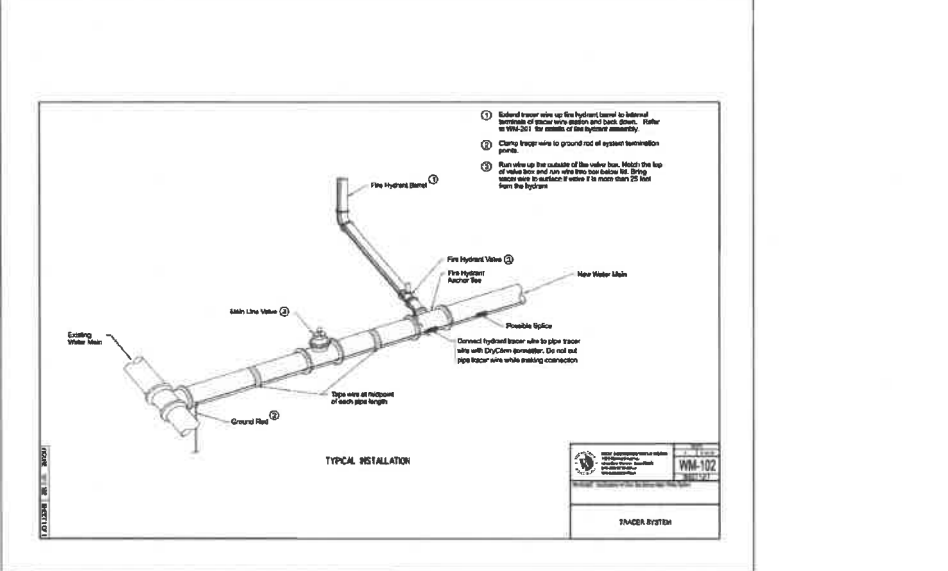 ① Extend tracer wire up fire hydrant barrel to internal
terminals of tracer wire station and back down. Refer
to WM-201 for details of fire hydrant assembly.
② Clamp tracer wire to ground rod at system termination
points.
③ Run wire up the outside of the valve box. Notch the top
of valve box and run wire into box below lid. Bring
tracer wire to surface if valve if is more than 25 feet
from the hydrant
Fire Hydrant Barrel ①
Fire Hydrant Valve ③
Fire Hydrant
Anchor Tee
New Water Main
Main Line Valve ③
Possible Splice
Existing
Water Main
Connect hydrant tracer wire to pipe tracer
wire with DryConn connector. Do not cut
pipe tracer wire while making connection
Tape wire at midpoint
of each pipe length
Ground Rod ②
TYPICAL INSTALLATION
WM-102
TRACER SYSTEM